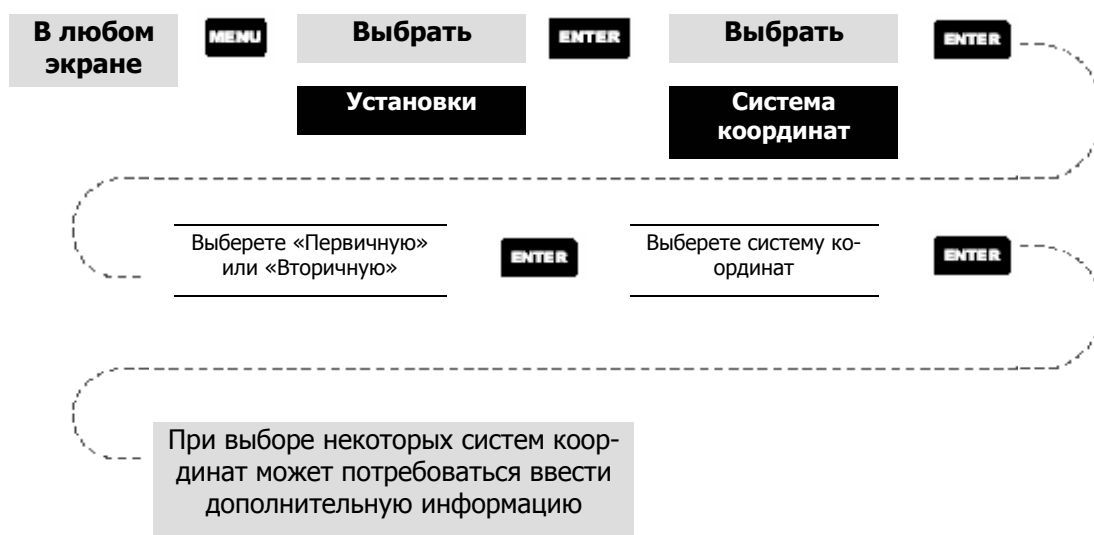 В любом
экране
MENU
Выбрать
ENTER
Выбрать
ENTER
Установки
Система
координат
Выберете «Первичную»
или «Вторичную»
ENTER
Выберете систему ко-
ординат
ENTER
При выборе некоторых систем коор-
динат может потребоваться ввести
дополнительную информацию